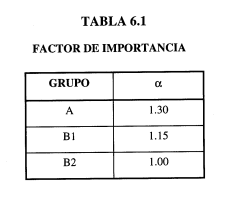 TABLA 6.1
FACTOR DE IMPORTANCIA
GRUPO α
A 1.30
B1 1.15
B2 1.00